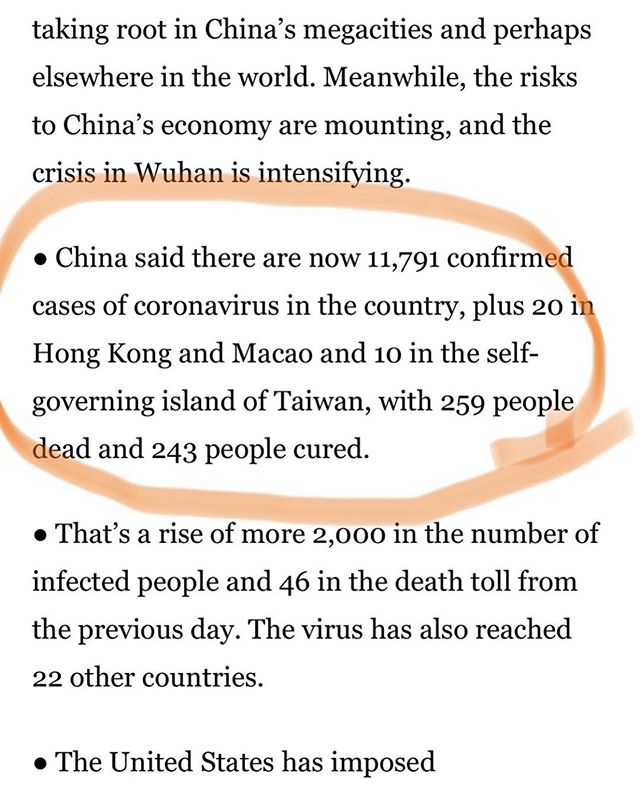 taking root in China’s megacities and perhaps
elsewhere in the world. Meanwhile, the risks
to China’s economy are mounting, and the
crisis in Wuhan is intensifying.
● China said there are now 11,791 confirmed
cases of coronavirus in the country, plus 20 in
Hong Kong and Macao and 10 in the self-
governing island of Taiwan, with 259 people
dead and 243 people cured.
● That’s a rise of more 2,000 in the number of
infected people and 46 in the death toll from
the previous day. The virus has also reached
22 other countries.
● The United States has imposed